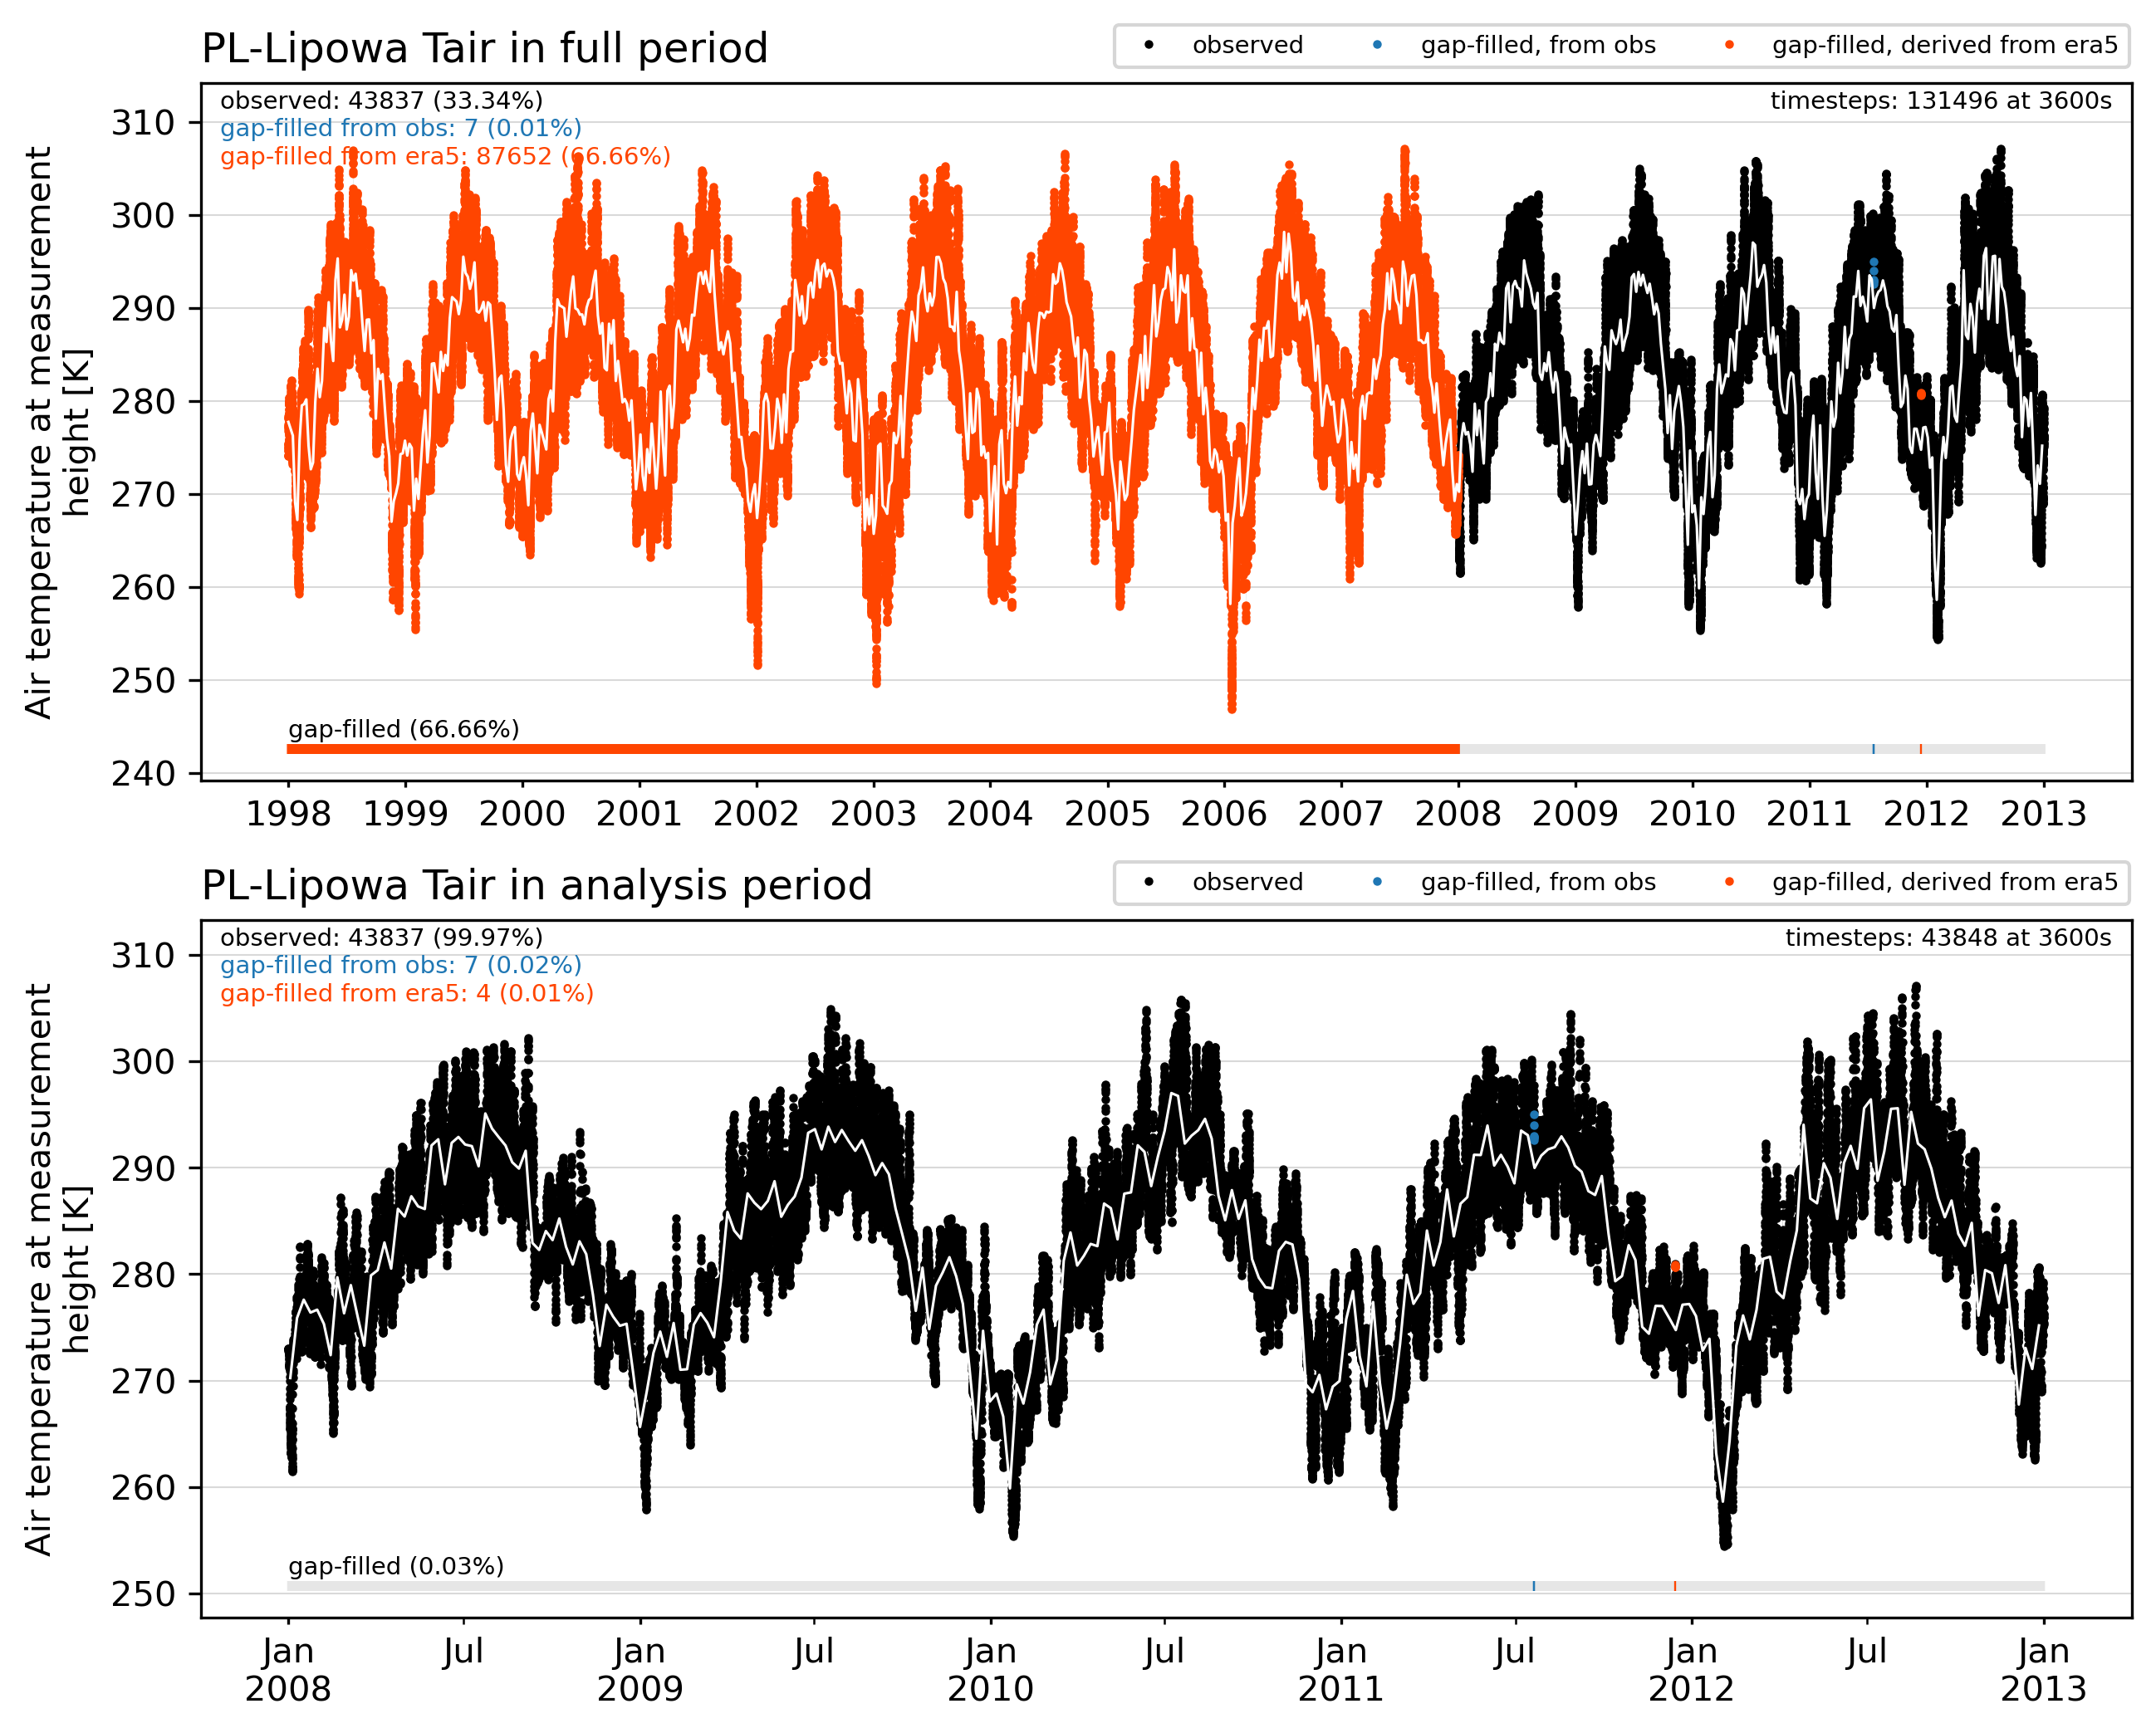 PL-Lipowa Tair in full period
observed
gap-filled, from obs
gap-filled, derived from era5
observed: 43837 (33.34%)
gap-filled from obs: 7 (0.01%)
gap-filled from era5: 87652 (66.66%)
timesteps: 131496 at 3600s
Air temperature at measurement
height [K]
310
300
290
280
270
260
250
240
gap-filled (66.66%)
1998 1999 2000 2001 2002 2003 2004 2005 2006 2007 2008 2009 2010 2011 2012 2013
PL-Lipowa Tair in analysis period
observed
gap-filled, from obs
gap-filled, derived from era5
observed: 43837 (99.97%)
gap-filled from obs: 7 (0.02%)
gap-filled from era5: 4 (0.01%)
timesteps: 43848 at 3600s
Air temperature at measurement
height [K]
310
300
290
280
270
260
250
gap-filled (0.03%)
Jan Jul Jan Jul Jan Jul Jan Jul Jan Jul Jan
2008 2009 2010 2011 2012 2013